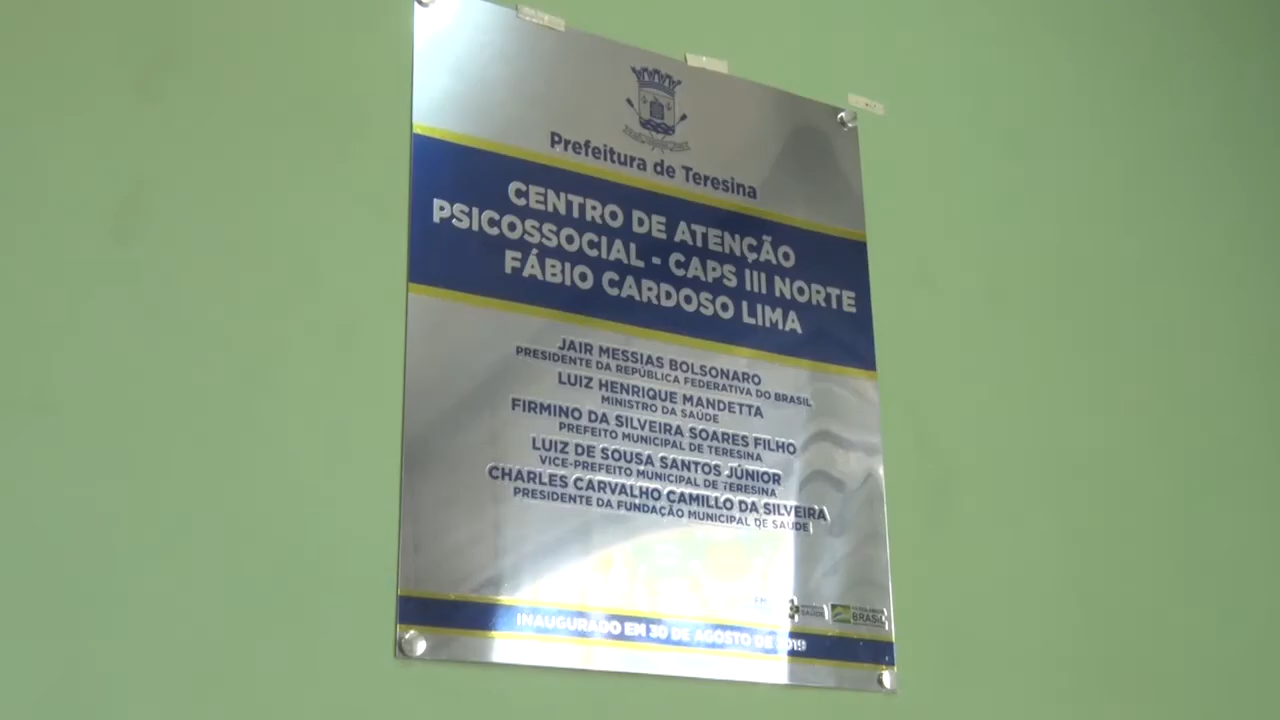 Prefeitura de Teresina
CENTRO DE ATENÇÃO
PSICOSSOCIAL - CAPS III NORTE
FÁBIO CARDOSO LIMA
JAIR MESSIAS BOLSONARO
PRESIDENTE DA REPÚBLICA FEDERATIVA DO BRASIL
LUIZ HENRIQUE MANDETTA
MINISTRO DA SAÚDE
FIRMINO DA SILVEIRA SOARES FILHO
PREFEITO MUNICIPAL DE TERESINA
LUIZ DE SOUSA SANTOS JÚNIOR
VICE-PREFEITO MUNICIPAL DE TERESINA
CHARLES CARVALHO CAMILLO DA SILVEIRA
PRESIDENTE DA FUNDAÇÃO MUNICIPAL DE SAÚDE
SAÚDE
BRASIL
INAUGURADO EM 30 DE AGOSTO DE 2019